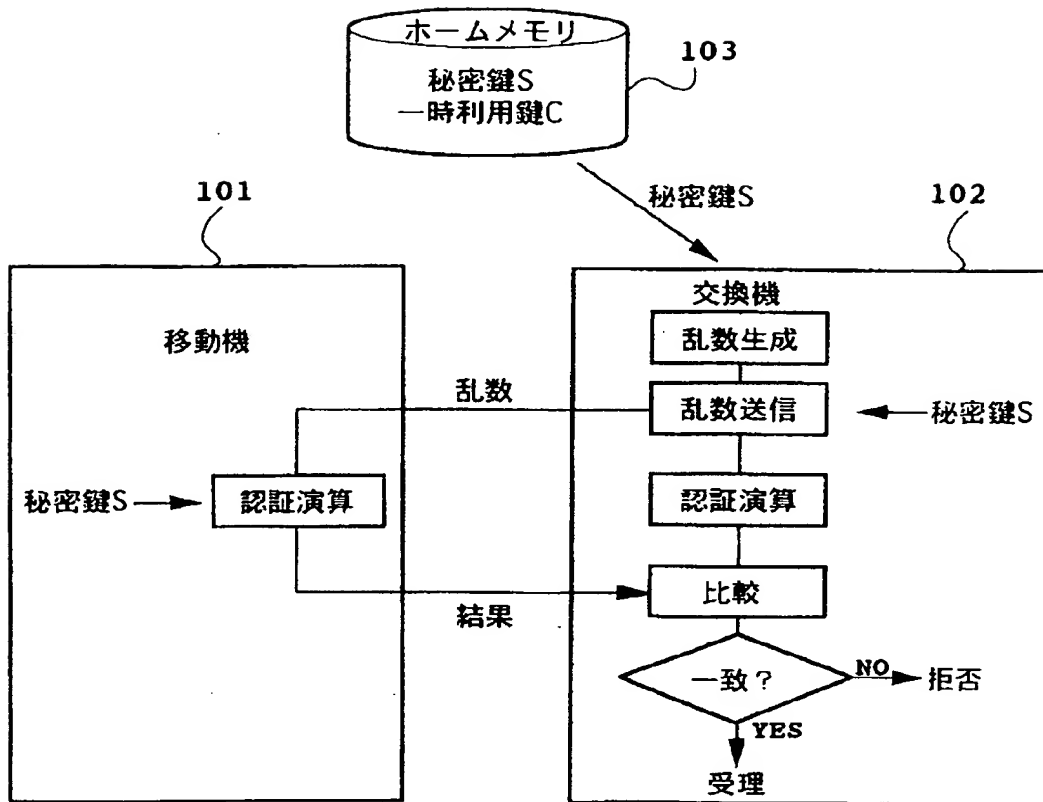 ホームメモリ
秘密鍵S
一時利用鍵C
103
秘密鍵S
101
102
移動機
交換機
乱数生成
乱数
乱数送信
秘密鍵S
秘密鍵S
認証演算
認証演算
結果
比較
一致？
NO
拒否
YES
受理